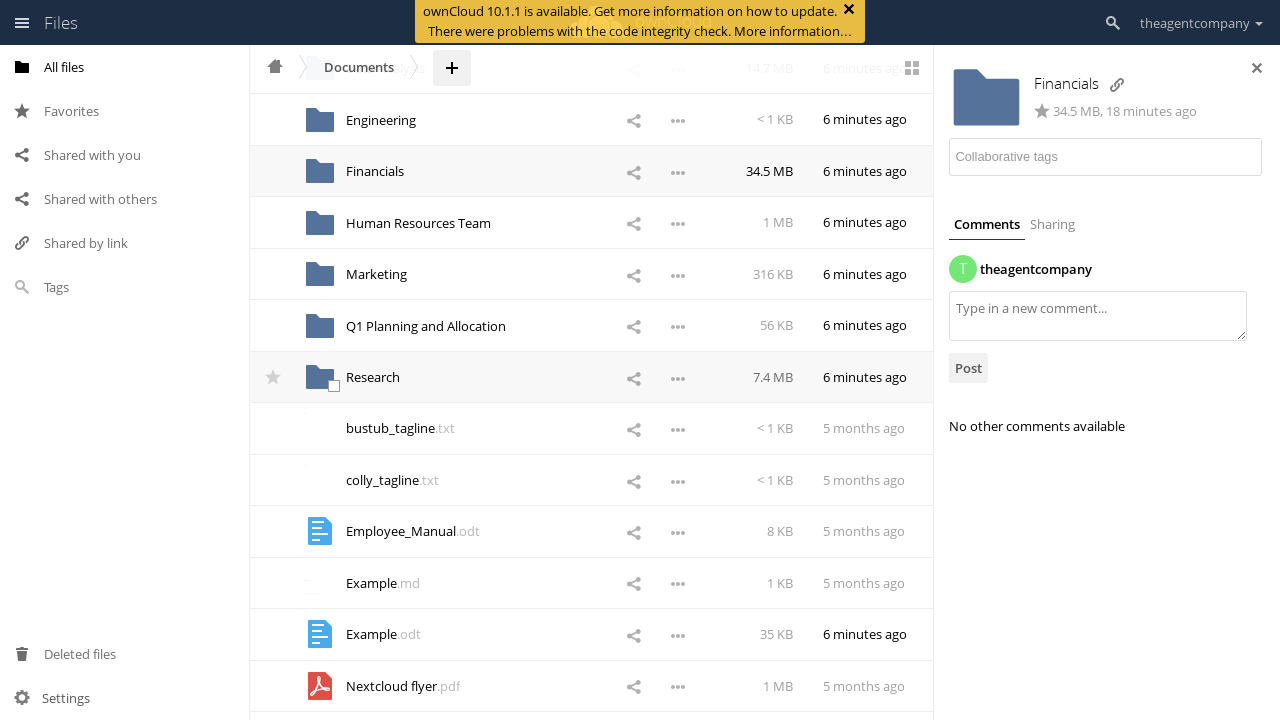 Files
ownCloud 10.1.1 is available. Get more information on how to update.
There were problems with the code integrity check. More information…
theagentcompany
All files
Favorites
Shared with you
Shared with others
Shared by link
Tags
Deleted files
Settings
Documents
14.7 MB 6 minutes ago
Engineering < 1 KB 6 minutes ago
Financials 34.5 MB 6 minutes ago
Human Resources Team 1 MB 6 minutes ago
Marketing 316 KB 6 minutes ago
Q1 Planning and Allocation 56 KB 6 minutes ago
Research 7.4 MB 6 minutes ago
bustub_tagline.txt < 1 KB 5 months ago
colly_tagline.txt < 1 KB 5 months ago
Employee_Manual.odt 8 KB 5 months ago
Example.md 1 KB 5 months ago
Example.odt 35 KB 6 minutes ago
Nextcloud flyer.pdf 1 MB 5 months ago
Financials
34.5 MB, 18 minutes ago
Collaborative tags
Comments Sharing
T theagentcompany
Type in a new comment...
Post
No other comments available